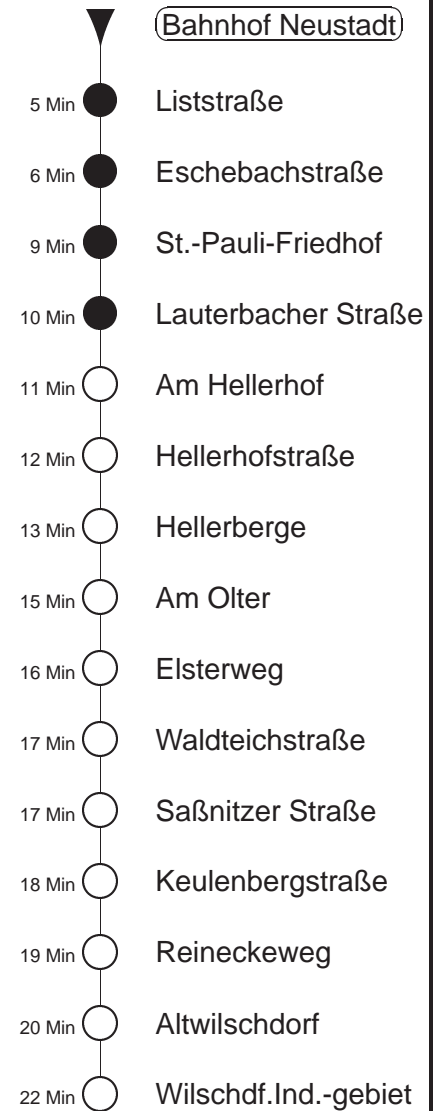 Bahnhof Neustadt
5 Min Liststraße
6 Min Eschebachstraße
9 Min St.-Pauli-Friedhof
10 Min Lauterbacher Straße
11 Min Am Hellerhof
12 Min Hellerhofstraße
13 Min Hellerberge
15 Min Am Olter
16 Min Elsterweg
17 Min Waldteichstraße
17 Min Saßnitzer Straße
18 Min Keulenbergstraße
19 Min Reineckeweg
20 Min Altwilschdorf
22 Min Wilschdf.Ind.-gebiet